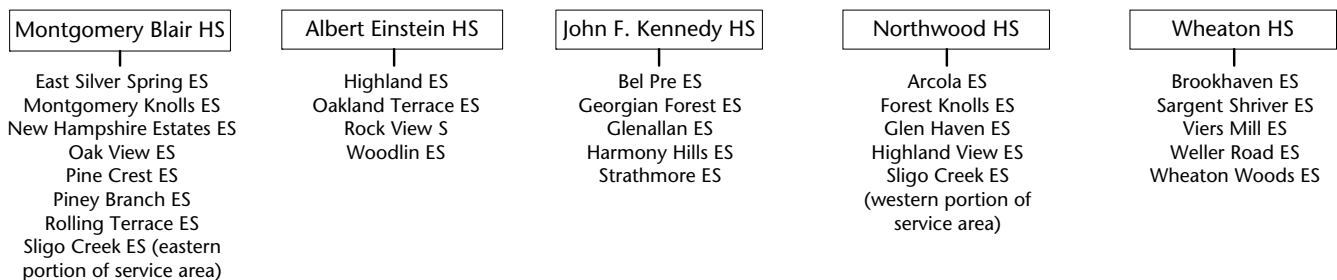 Montgomery Blair HS
East Silver Spring ES
Montgomery Knolls ES
New Hampshire Estates ES
Oak View ES
Pine Crest ES
Piney Branch ES
Rolling Terrace ES
Sligo Creek ES (eastern
portion of service area)
Albert Einstein HS
Highland ES
Oakland Terrace ES
Rock View S
Woodlin ES
John F. Kennedy HS
Bel Pre ES
Georgian Forest ES
Glenallan ES
Harmony Hills ES
Strathmore ES
Northwood HS
Arcola ES
Forest Knolls ES
Glen Haven ES
Highland View ES
Sligo Creek ES
(western portion of
service area)
Wheaton HS
Brookhaven ES
Sargent Shriver ES
Viers Mill ES
Weller Road ES
Wheaton Woods ES